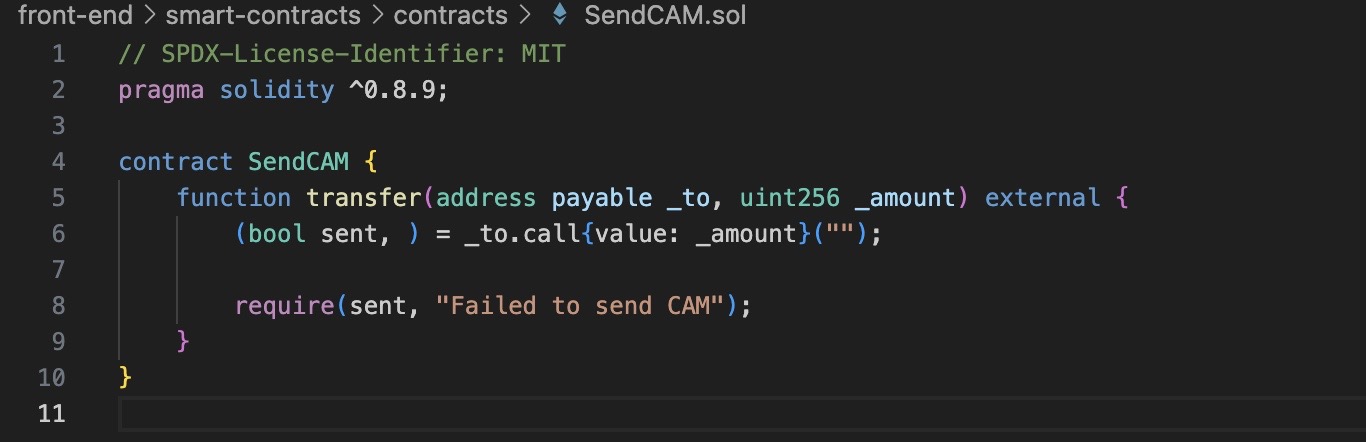 front-end > smart-contracts > contracts > SendCAM.sol
1 // SPDX-License-Identifier: MIT
2 pragma solidity ^0.8.9;
3
4 contract SendCAM {
5 function transfer(address payable _to, uint256 _amount) external {
6 (bool sent, ) = _to.call{value: _amount}("");
7
8 require(sent, "Failed to send CAM");
9 }
10 }
11